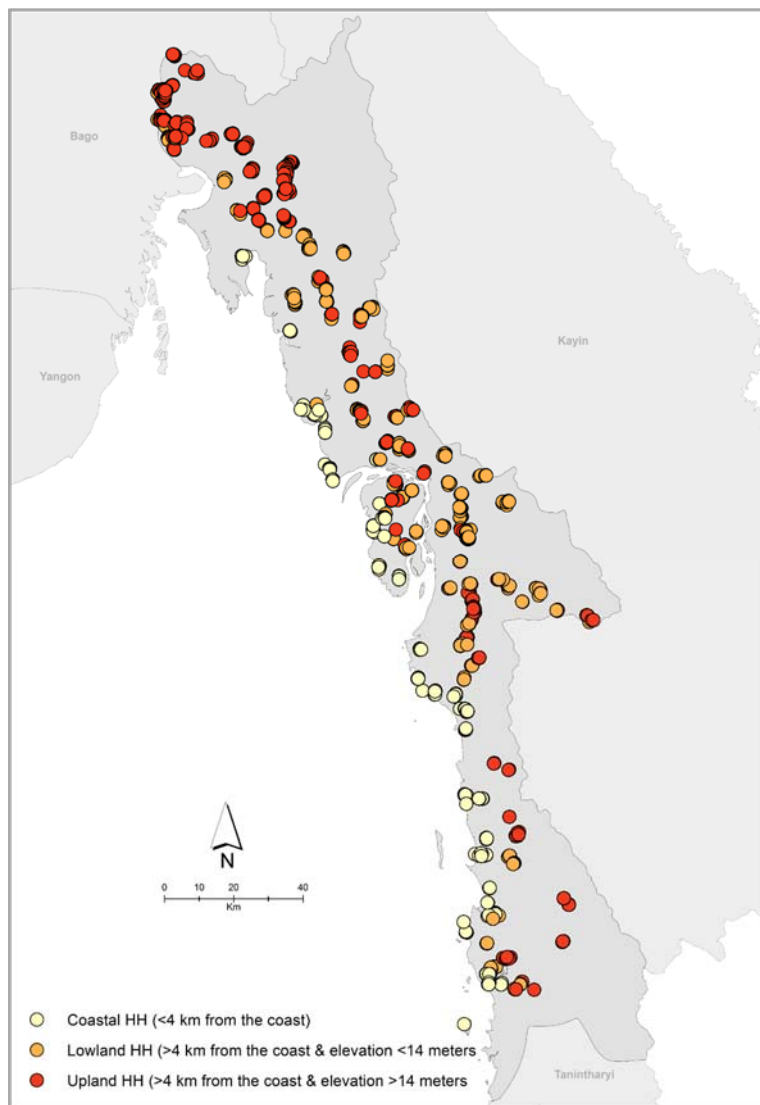 Bago
Kayin
Yangon
N
0 20 40
Km
Coastal HH (<4 km from the coast)
Lowland HH (>4 km from the coast & elevation <14 meters
Upland HH (>4 km from the coast & elevation >14 meters
Tanintharyi